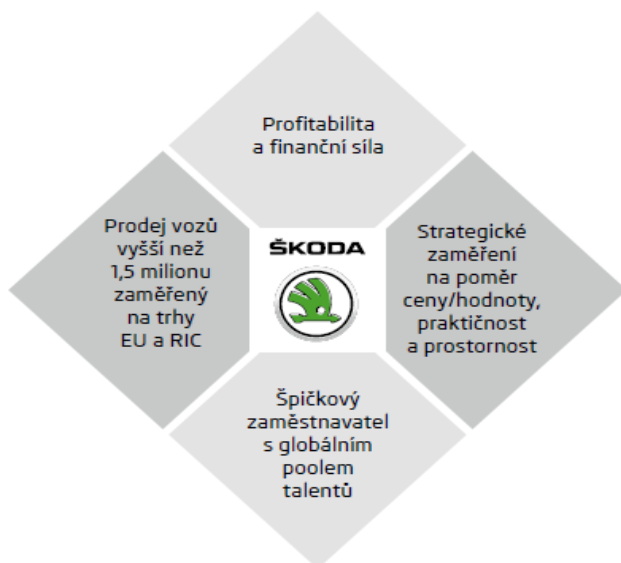 Profitabilita
a finanční síla
Prodej vozů
vyšší než
1,5 milionu
zaměřený
na trhy
EU a RIC
ŠKODA
Strategické
zaměření
na poměr
ceny/hodnoty,
praktičnost
a prostornost
Špičkový
zaměstnavatel
s globálním
poolem
talentů